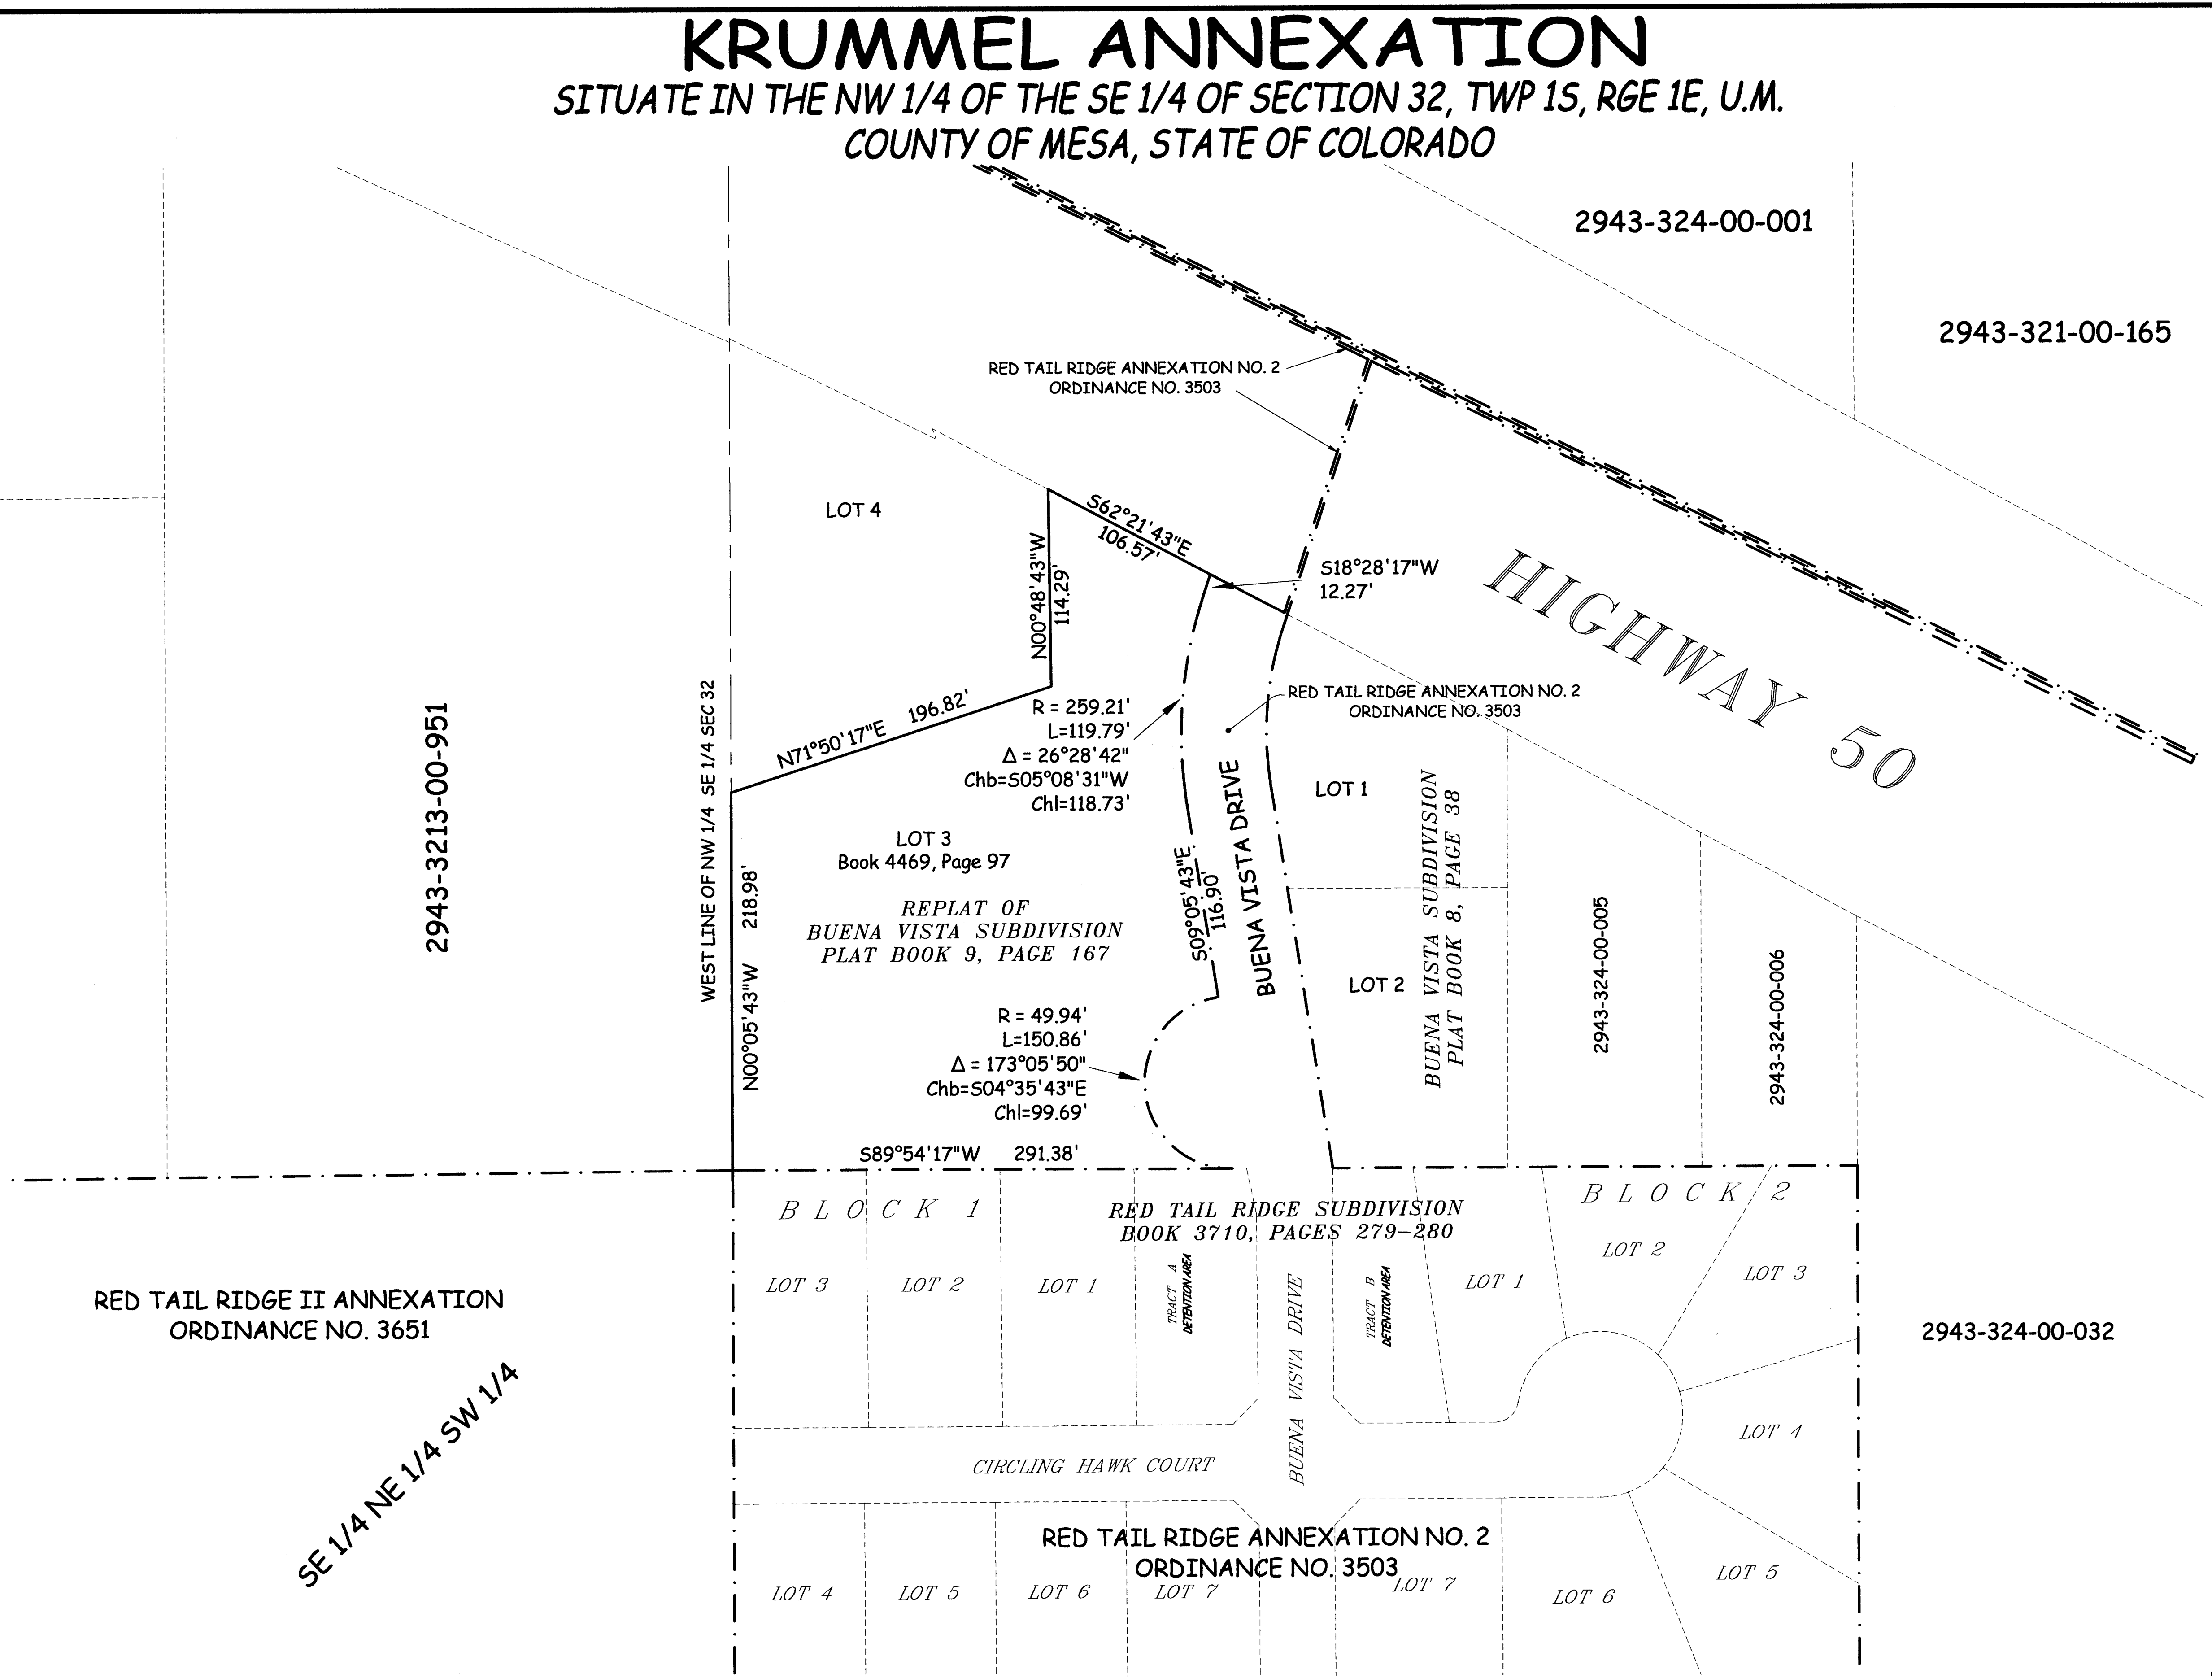 KRUMMEL ANNEXATION
SITUATE IN THE NW 1/4 OF THE SE 1/4 OF SECTION 32, TWP 1S, RGE 1E, U.M.
COUNTY OF MESA, STATE OF COLORADO
2943-324-00-001
2943-321-00-165
RED TAIL RIDGE ANNEXATION NO. 2
ORDINANCE NO. 3503
LOT 4
S62°21'43"E
106.57'
N00°48'43"W
114.29'
S18°28'17"W
12.27'
HIGHWAY 50
RED TAIL RIDGE ANNEXATION NO. 2
ORDINANCE NO. 3503
2943-3213-00-951
WEST LINE OF NW 1/4 SE 1/4 SEC 32
N71°50'17"E 196.82'
R = 259.21'
L=119.79'
Δ = 26°28'42"
Chb=S05°08'31"W
Chl=118.73'
LOT 3
Book 4469, Page 97
REPLAT OF
BUENA VISTA SUBDIVISION
PLAT BOOK 9, PAGE 167
N00°05'43"W 218.98'
S09°05'43"E
116.90'
BUENA VISTA DRIVE
LOT 1
LOT 2
BUENA VISTA SUBDIVISION
PLAT BOOK 8, PAGE 38
2943-324-00-005
2943-324-00-006
R = 49.94'
L=150.86'
Δ = 173°05'50"
Chb=S04°35'43"E
Chl=99.69'
S89°54'17"W 291.38'
BLOCK 1
RED TAIL RIDGE SUBDIVISION
BOOK 3710, PAGES 279-280
BLOCK 2
LOT 3
LOT 2
LOT 1
TRACT A
DETENTION AREA
BUENA VISTA DRIVE
TRACT B
DETENTION AREA
LOT 1
LOT 2
LOT 3
RED TAIL RIDGE II ANNEXATION
ORDINANCE NO. 3651
2943-324-00-032
SE 1/4 NE 1/4 SW 1/4
LOT 4
CIRCLING HAWK COURT
RED TAIL RIDGE ANNEXATION NO. 2
ORDINANCE NO. 3503
LOT 4
LOT 5
LOT 6
LOT 7
LOT 7
LOT 6
LOT 5